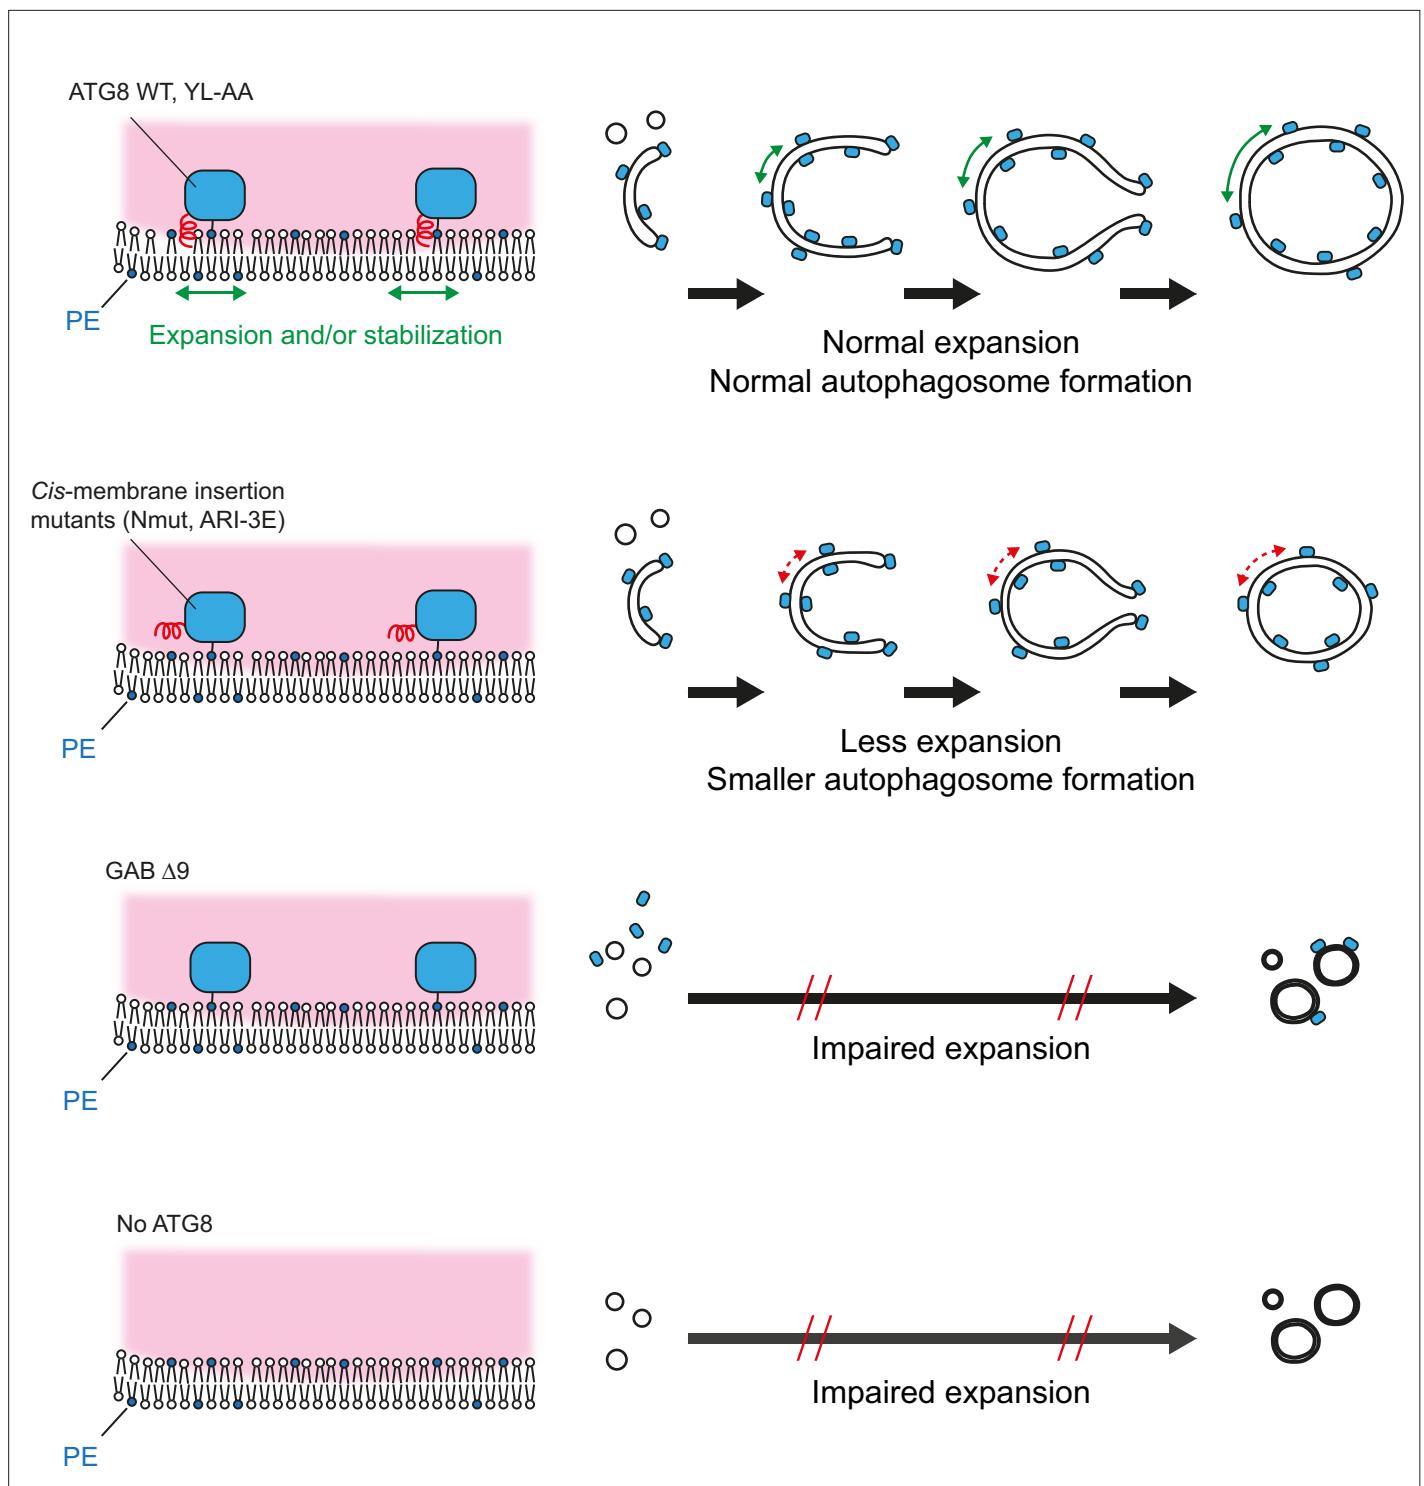 ATG8 WT, YL-AA
PE
Expansion and/or stabilization
Normal expansion
Normal autophagosome formation
Cis-membrane insertion
mutants (Nmut, ARI-3E)
PE
Less expansion
Smaller autophagosome formation
GAB Δ9
PE
Impaired expansion
No ATG8
PE
Impaired expansion